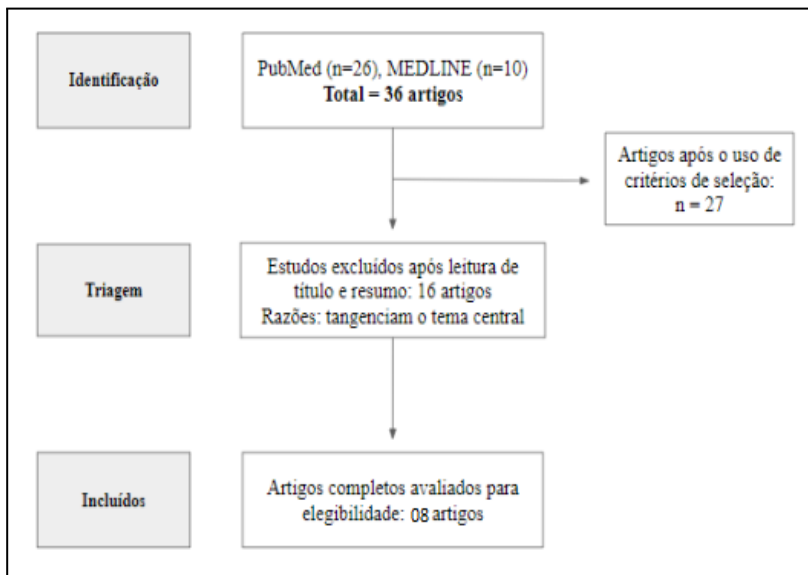 Identificação
PubMed (n=26), MEDLINE (n=10)
Total = 36 artigos
Artigos após o uso de
critérios de seleção:
n = 27
Triagem
Estudos excluídos após leitura de
título e resumo: 16 artigos
Razões: tangenciam o tema central
Incluídos
Artigos completos avaliados para
elegibilidade: 08 artigos